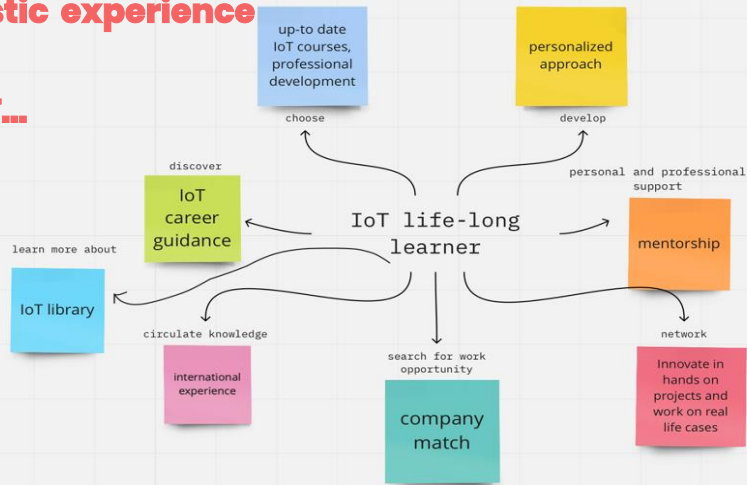 experience
up-to date
IoT courses,
professional
development
choose
personalized
approach
develop
discover
IoT
career
guidance
personal and professional
support
mentorship
IoT life-long
learner
learn more about
IoT library
circulate knowledge
international
experience
search for work
opportunity
company
match
network
Innovate in
hands on
projects and
work on real
life cases